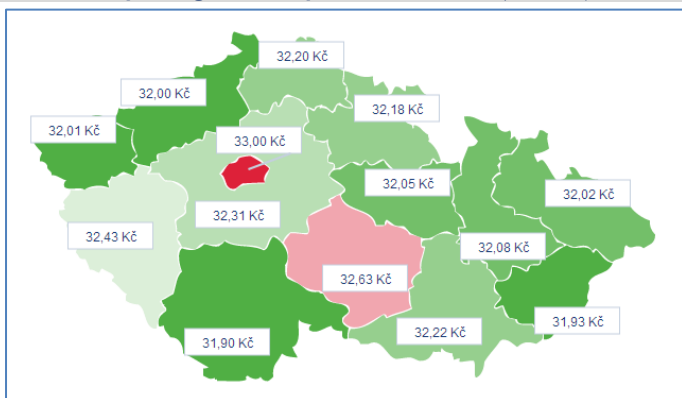 32,20 Kč
32,00 Kč
32,18 Kč
32,01 Kč
33,00 Kč
32,05 Kč
32,02 Kč
32,31 Kč
32,43 Kč
32,08 Kč
32,63 Kč
31,93 Kč
32,22 Kč
31,90 Kč